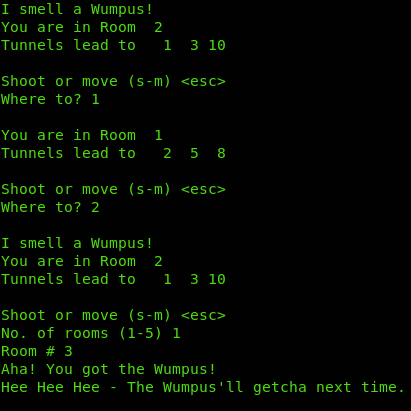 I smell a Wumpus!
You are in Room  2
Tunnels lead to   1  3 10

Shoot or move (s-m) <esc>
Where to? 1

You are in Room  1
Tunnels lead to   2  5  8

Shoot or move (s-m) <esc>
Where to? 2

I smell a Wumpus!
You are in Room  2
Tunnels lead to   1  3 10

Shoot or move (s-m) <esc>
No. of rooms (1-5) 1
Room # 3
Aha! You got the Wumpus!
Hee Hee Hee - The Wumpus'll getcha next time.